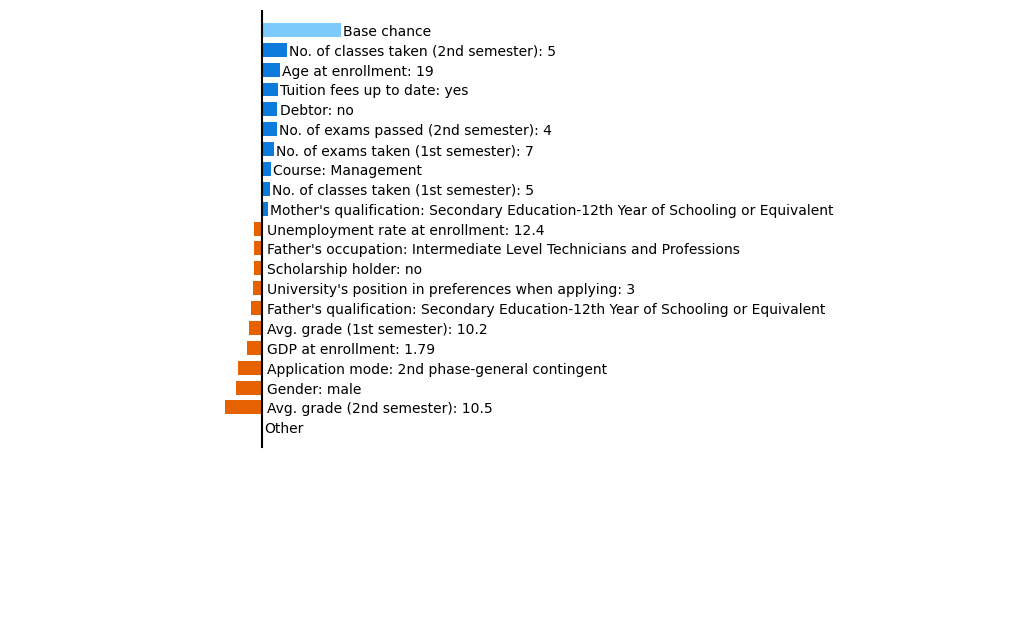 Base chance
No. of classes taken (2nd semester): 5
Age at enrollment: 19
Tuition fees up to date: yes
Debtor: no
No. of exams passed (2nd semester): 4
No. of exams taken (1st semester): 7
Course: Management
No. of classes taken (1st semester): 5
Mother's qualification: Secondary Education-12th Year of Schooling or Equivalent
Unemployment rate at enrollment: 12.4
Father's occupation: Intermediate Level Technicians and Professions
Scholarship holder: no
University's position in preferences when applying: 3
Father's qualification: Secondary Education-12th Year of Schooling or Equivalent
Avg. grade (1st semester): 10.2
GDP at enrollment: 1.79
Application mode: 2nd phase-general contingent
Gender: male
Avg. grade (2nd semester): 10.5
Other